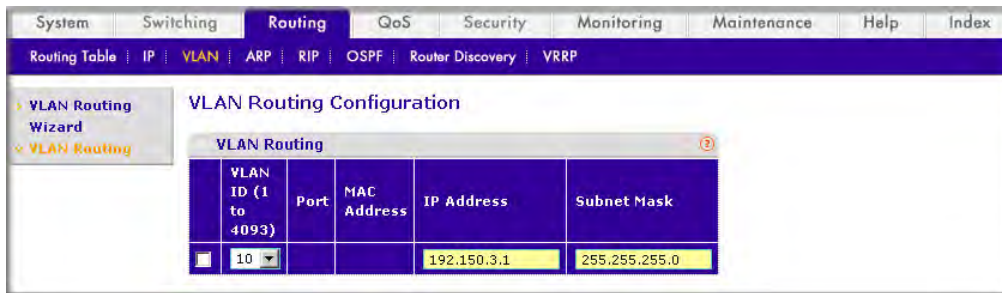 System Switching Routing QoS Security Monitoring Maintenance Help Index
Routing Table IP VLAN ARP RIP OSPF Router Discovery VRRP
VLAN Routing
Wizard
VLAN Routing
VLAN Routing Configuration
VLAN Routing ?
VLAN
ID (1
to
4093)
Port
MAC
Address
IP Address
Subnet Mask
10 192.150.3.1 255.255.255.0